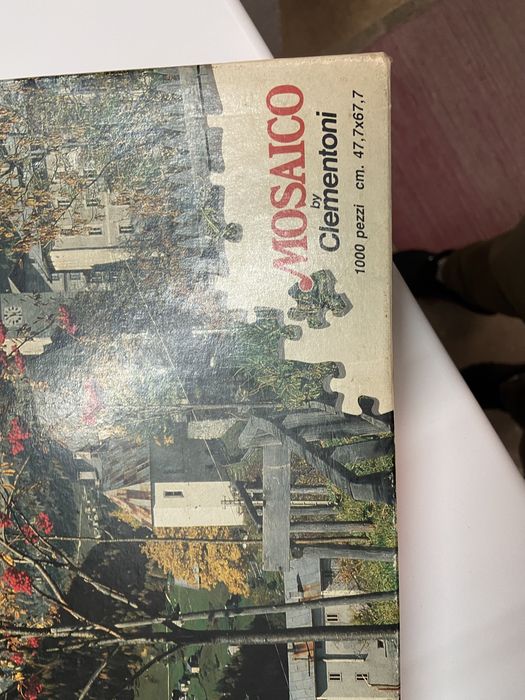 MOSAICO
by
Clementoni
1000 pezzi cm. 47,7x67,7